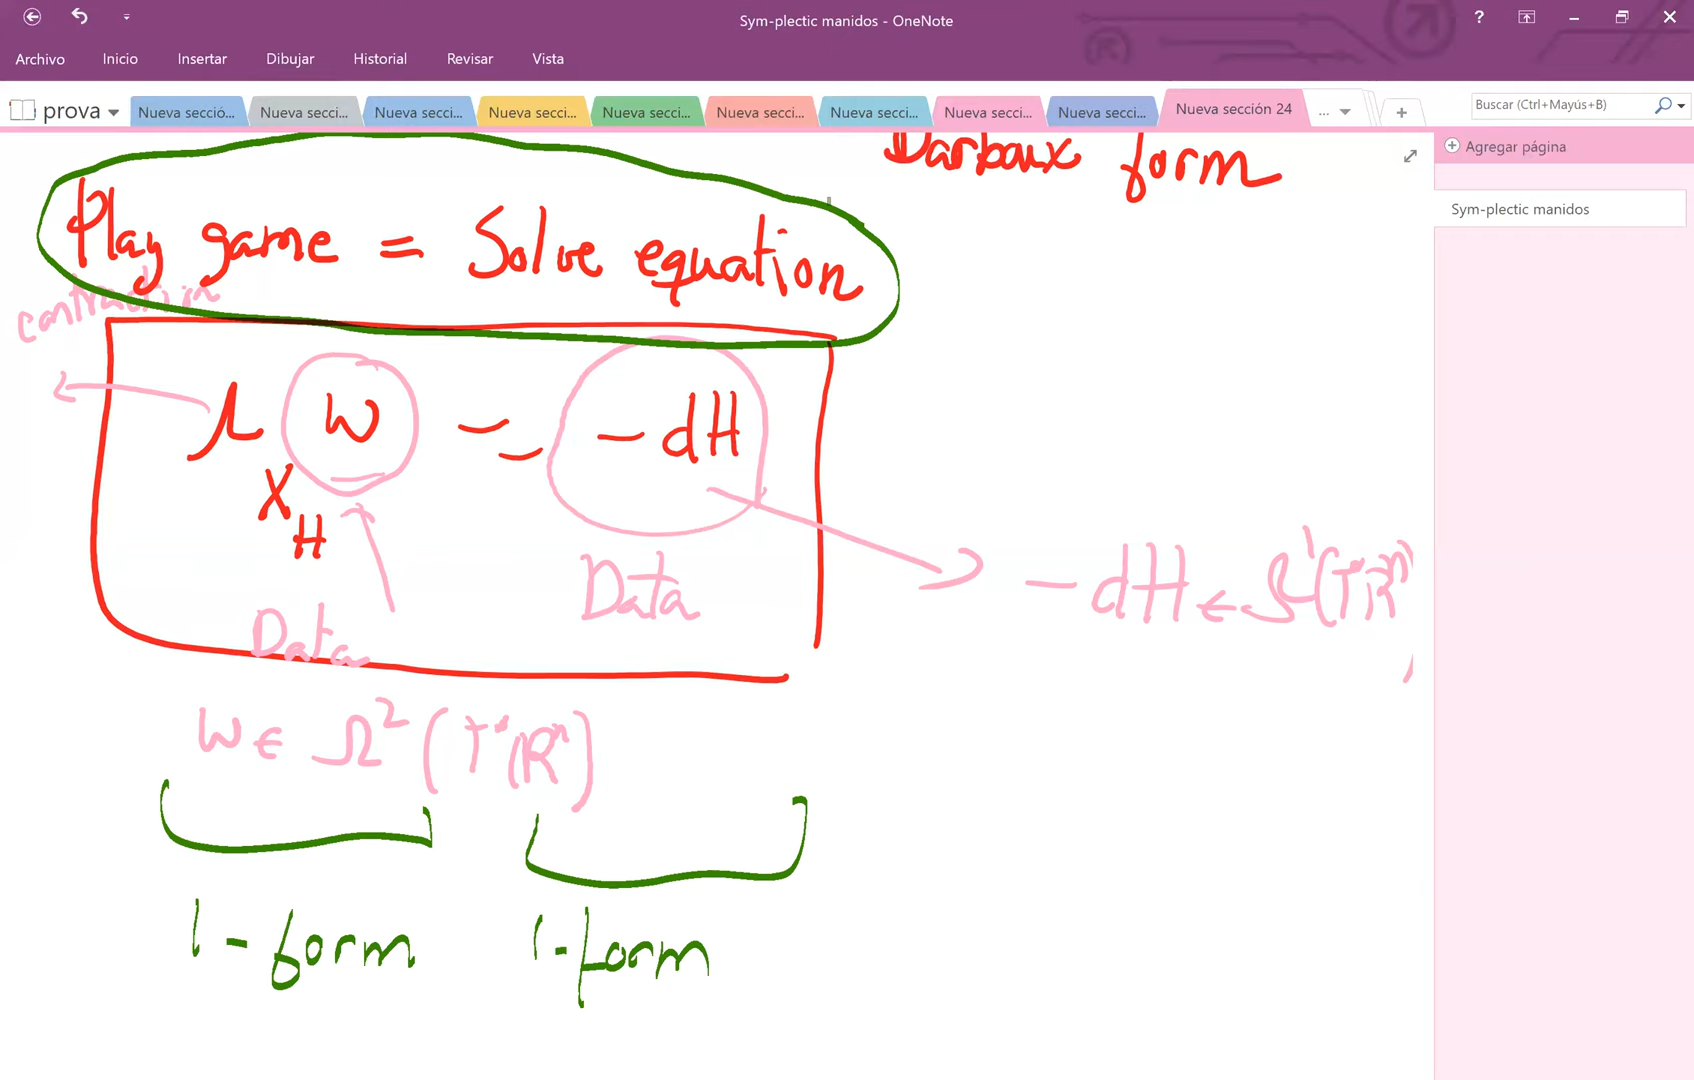 Sym-plectic manidos - OneNote
?
Archivo Inicio Insertar Dibujar Historial Revisar Vista
prova Nueva secció... Nueva secci... Nueva secci... Nueva secci... Nueva secci... Nueva secci... Nueva secci... Nueva secci... Nueva secci... Nueva sección 24 ... + Buscar (Ctrl+Mayús+B)
Agregar página
Sym-plectic manidos
Darboux form
Play game = Solve equation
contraction
ι_{X_H} ω = - dH
Data
Data
- dH ∈ Ω¹(T*ℝⁿ)
ω ∈ Ω² (T*ℝⁿ)
1 - form 1 - form